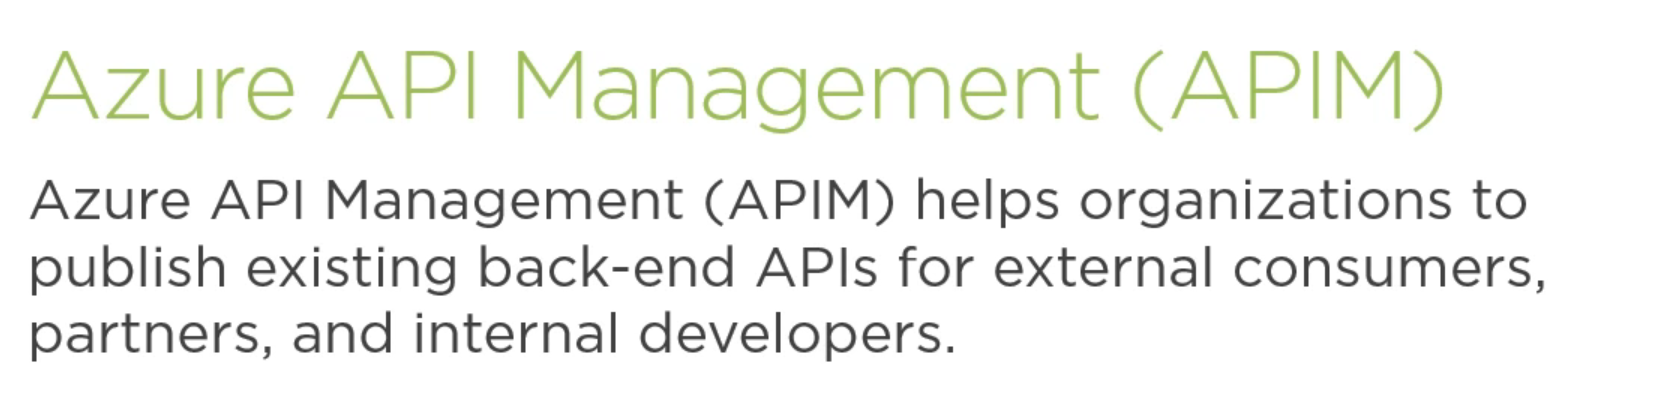 Azure API Management (APIM)
Azure API Management (APIM) helps organizations to
publish existing back-end APIs for external consumers,
partners, and internal developers.